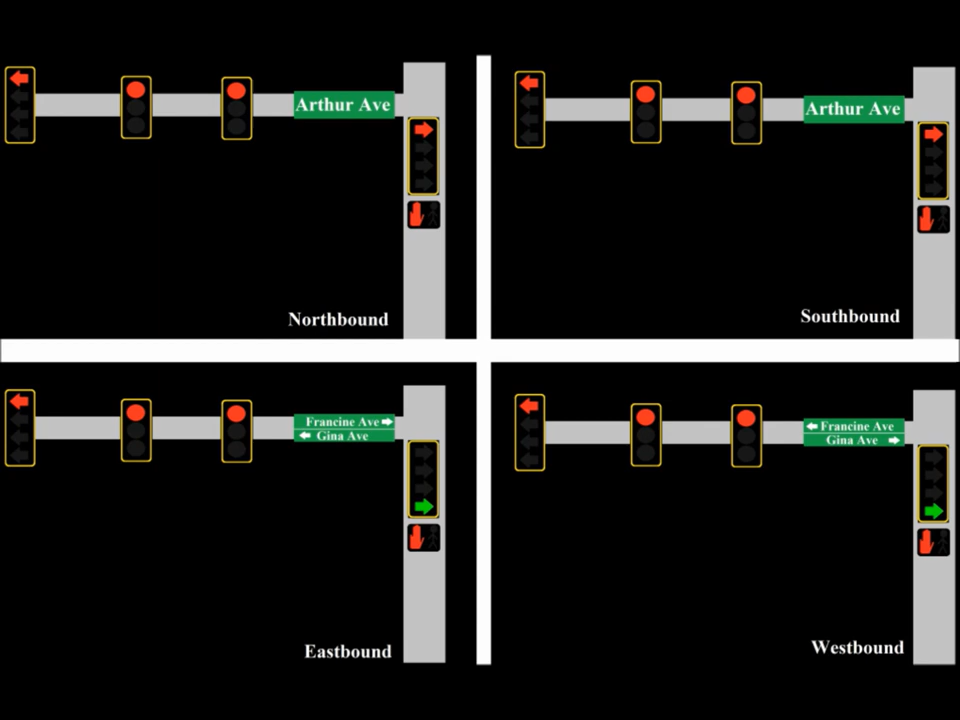 Arthur Ave
Northbound
Arthur Ave
Southbound
Francine Ave →
← Gina Ave
Eastbound
← Francine Ave
Gina Ave →
Westbound